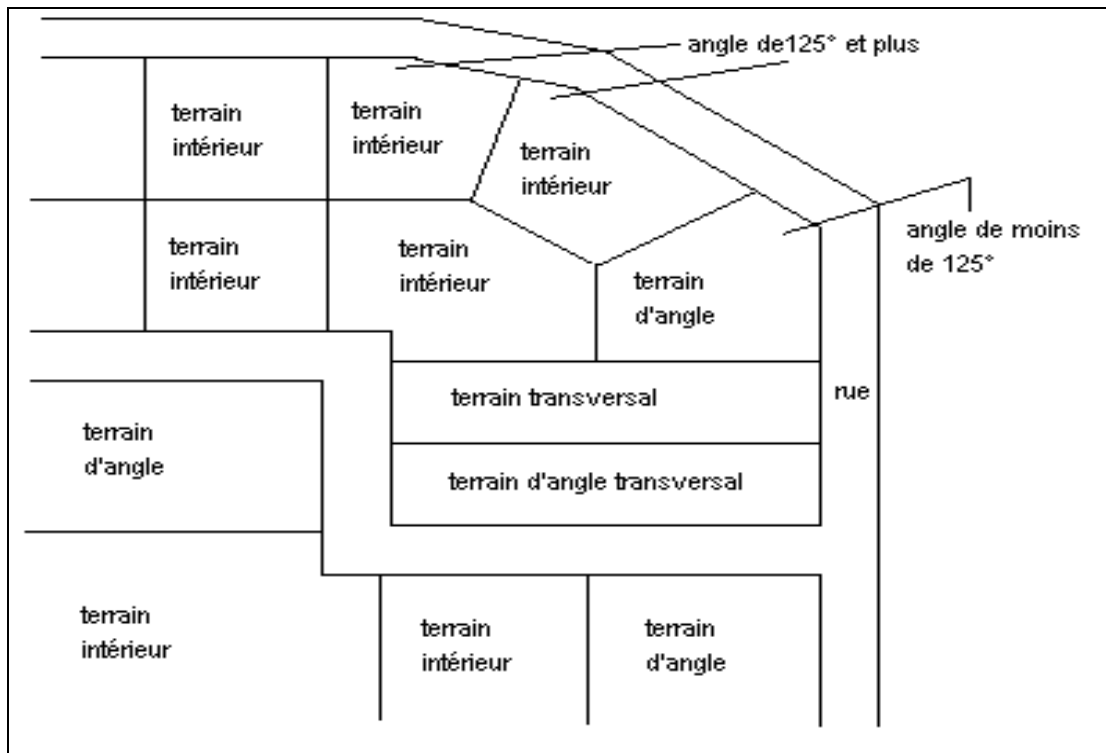 angle de125° et plus
terrain
intérieur
terrain
intérieur
terrain
intérieur
angle de moins
de 125°
terrain
intérieur
terrain
intérieur
terrain
d'angle
terrain transversal
rue
terrain
d'angle
terrain d'angle transversal
terrain
intérieur
terrain
intérieur
terrain
d'angle